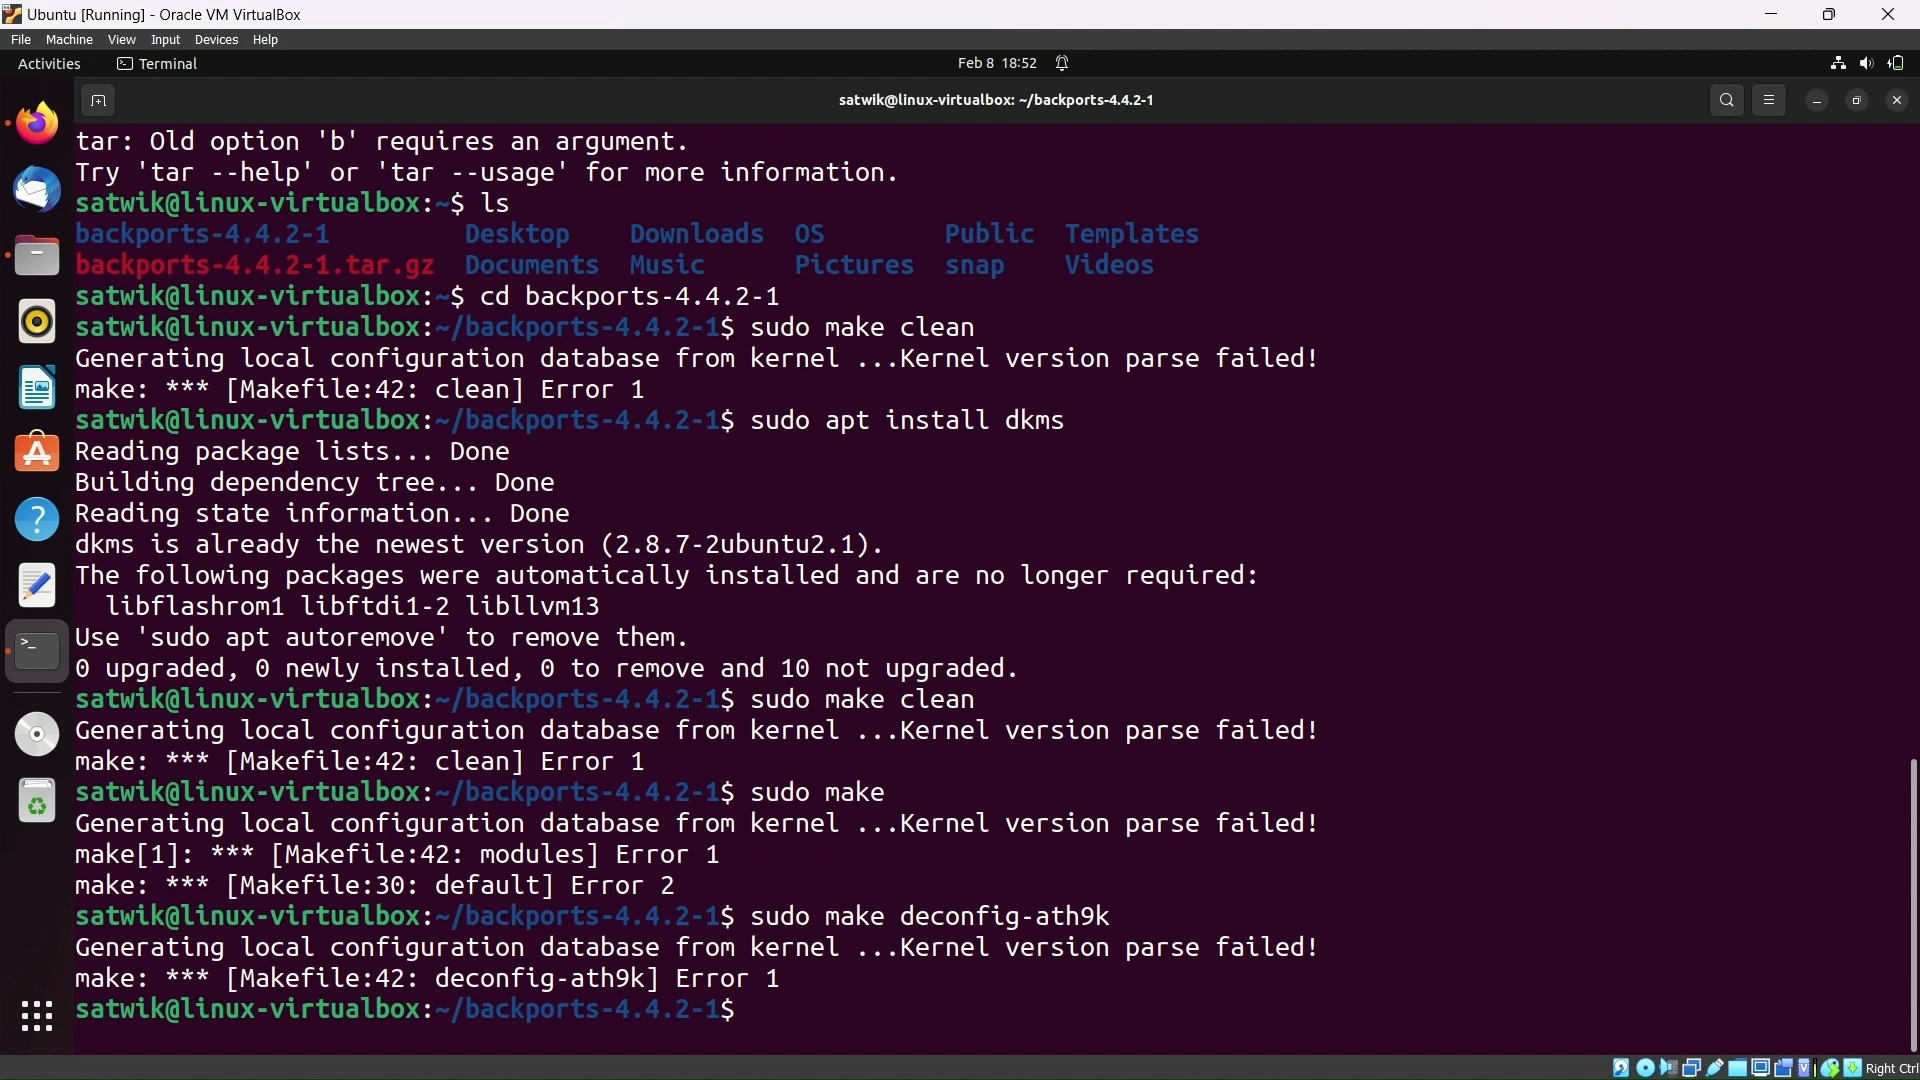 Ubuntu [Running] - Oracle VM VirtualBox
File Machine View Input Devices Help
Activities Terminal Feb 8 18:52
satwik@linux-virtualbox: ~/backports-4.4.2-1
tar: Old option 'b' requires an argument.
Try 'tar --help' or 'tar --usage' for more information.
satwik@linux-virtualbox:~$ ls
backports-4.4.2-1 Desktop Downloads OS Public Templates
backports-4.4.2-1.tar.gz Documents Music Pictures snap Videos
satwik@linux-virtualbox:~$ cd backports-4.4.2-1
satwik@linux-virtualbox:~/backports-4.4.2-1$ sudo make clean
Generating local configuration database from kernel ...Kernel version parse failed!
make: *** [Makefile:42: clean] Error 1
satwik@linux-virtualbox:~/backports-4.4.2-1$ sudo apt install dkms
Reading package lists... Done
Building dependency tree... Done
Reading state information... Done
dkms is already the newest version (2.8.7-2ubuntu2.1).
The following packages were automatically installed and are no longer required:
  libflashrom1 libftdi1-2 libllvm13
Use 'sudo apt autoremove' to remove them.
0 upgraded, 0 newly installed, 0 to remove and 10 not upgraded.
satwik@linux-virtualbox:~/backports-4.4.2-1$ sudo make clean
Generating local configuration database from kernel ...Kernel version parse failed!
make: *** [Makefile:42: clean] Error 1
satwik@linux-virtualbox:~/backports-4.4.2-1$ sudo make
Generating local configuration database from kernel ...Kernel version parse failed!
make[1]: *** [Makefile:42: modules] Error 1
make: *** [Makefile:30: default] Error 2
satwik@linux-virtualbox:~/backports-4.4.2-1$ sudo make deconfig-ath9k
Generating local configuration database from kernel ...Kernel version parse failed!
make: *** [Makefile:42: deconfig-ath9k] Error 1
satwik@linux-virtualbox:~/backports-4.4.2-1$
Right Ctrl